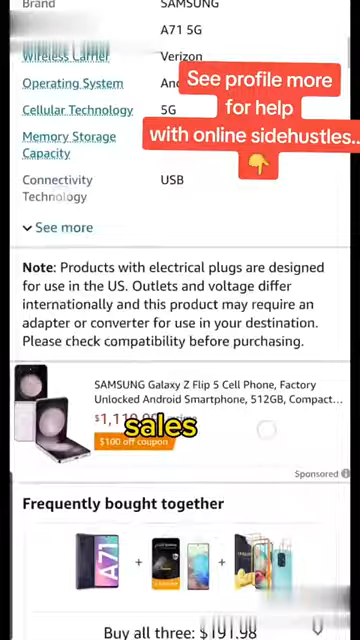 Brand SAMSUNG
A71 5G
Wireless Carrier Verizon
Operating System
Cellular Technology 5G
Memory Storage
Capacity
Connectivity USB
Technology
See more
See profile more
for help
with online sidehustles..
👇
Note: Products with electrical plugs are designed
for use in the US. Outlets and voltage differ
internationally and this product may require an
adapter or converter for use in your destination.
Please check compatibility before purchasing.
SAMSUNG Galaxy Z Flip 5 Cell Phone, Factory
Unlocked Android Smartphone, 512GB, Compact...
sales
$100 off coupon
Sponsored
Frequently bought together
A71
+
+
Buy all three: $191.98